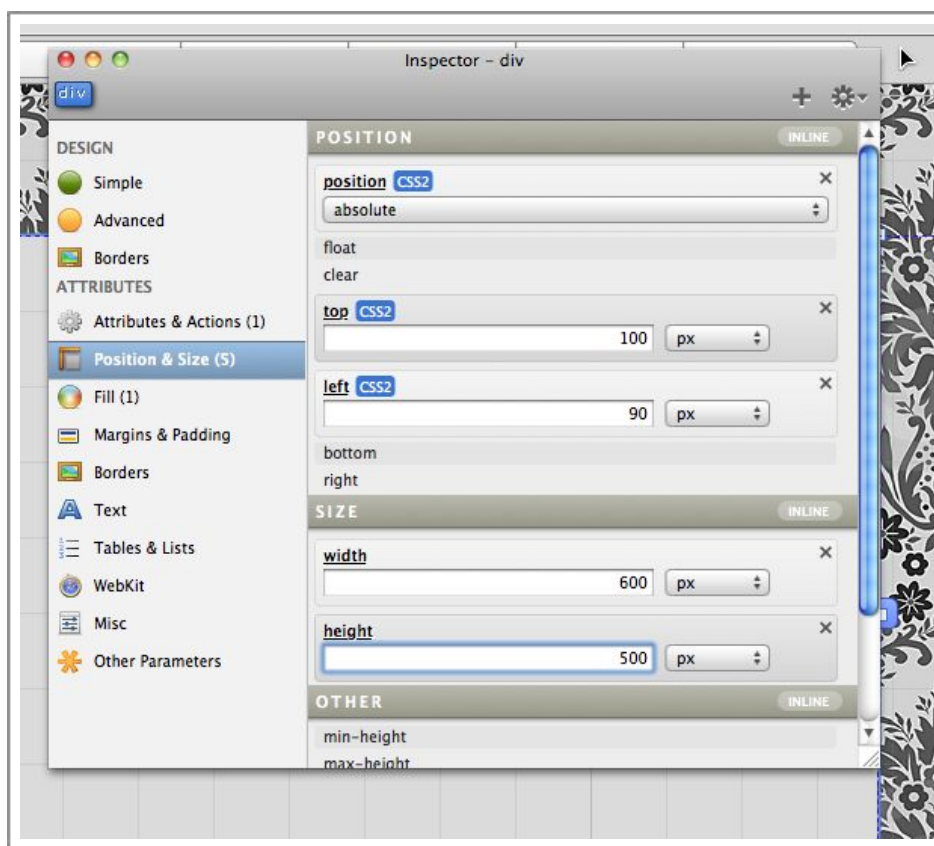 Inspector – div
div
DESIGN
Simple
Advanced
Borders
ATTRIBUTES
Attributes & Actions (1)
Position & Size (5)
Fill (1)
Margins & Padding
Borders
Text
Tables & Lists
WebKit
Misc
Other Parameters
POSITION INLINE
position CSS2
absolute
float
clear
top CSS2
100 px
left CSS2
90 px
bottom
right
SIZE INLINE
width
600 px
height
500 px
OTHER INLINE
min-height
max-height